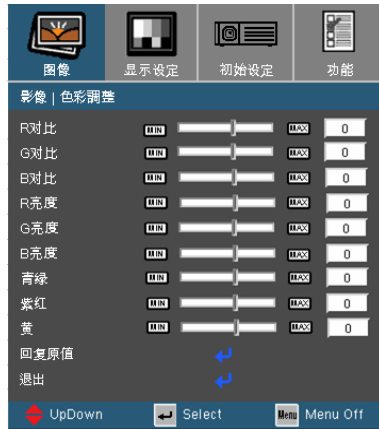 图像 显示设定 初始设定 功能
影像 | 色彩調整
R对比 MIN MAX 0
G对比 MIN MAX 0
B对比 MIN MAX 0
R亮度 MIN MAX 0
G亮度 MIN MAX 0
B亮度 MIN MAX 0
青緑 MIN MAX 0
紫红 MIN MAX 0
黄 MIN MAX 0
回复原值
退出
UpDown Select Menu Menu Off